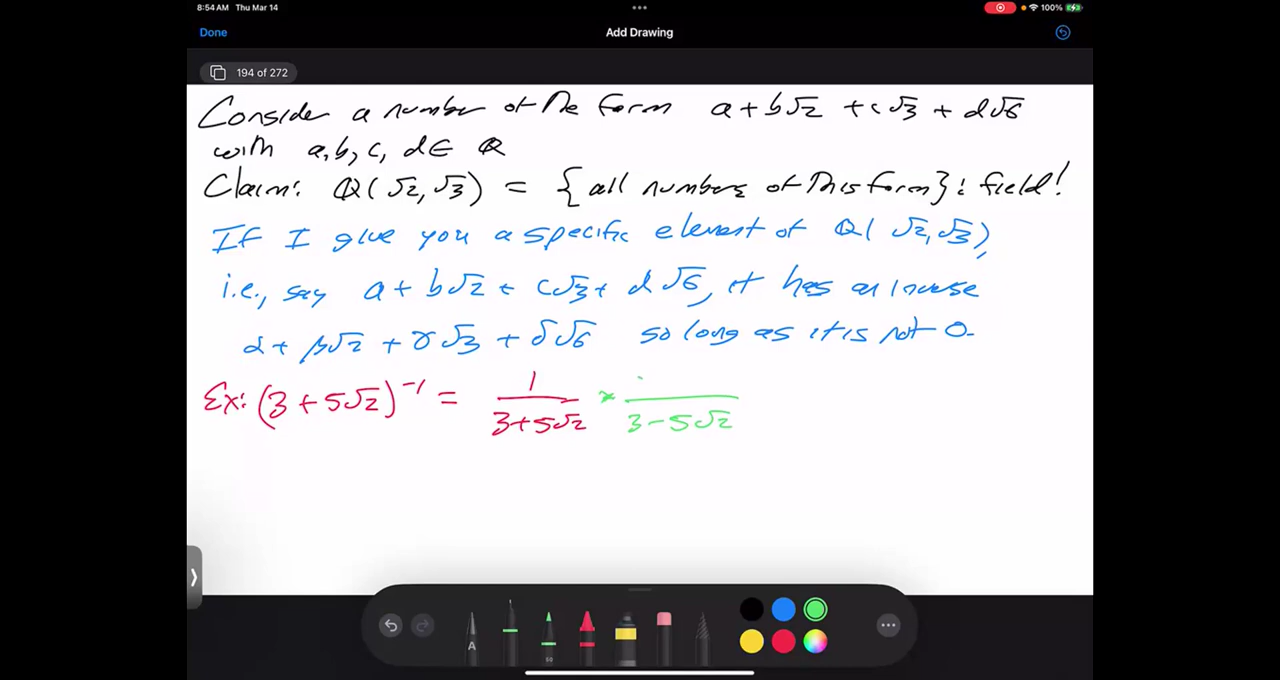 8:54 AM Thu Mar 14
100%
Done
Add Drawing
194 of 272
Consider a number of the form a + b√2 + c√3 + d√6
with a, b, c, d ∈ ℚ
Claim: ℚ(√2, √3) = {all numbers of this form} : field!
If I give you a specific element of ℚ(√2, √3),
i.e., say a + b√2 + c√3 + d√6, it has an inverse
α + β√2 + γ√3 + δ√6 so long as it is not 0.
Ex: (3 + 5√2)⁻¹ = 1/(3+5√2) * /(3-5√2)
A
50